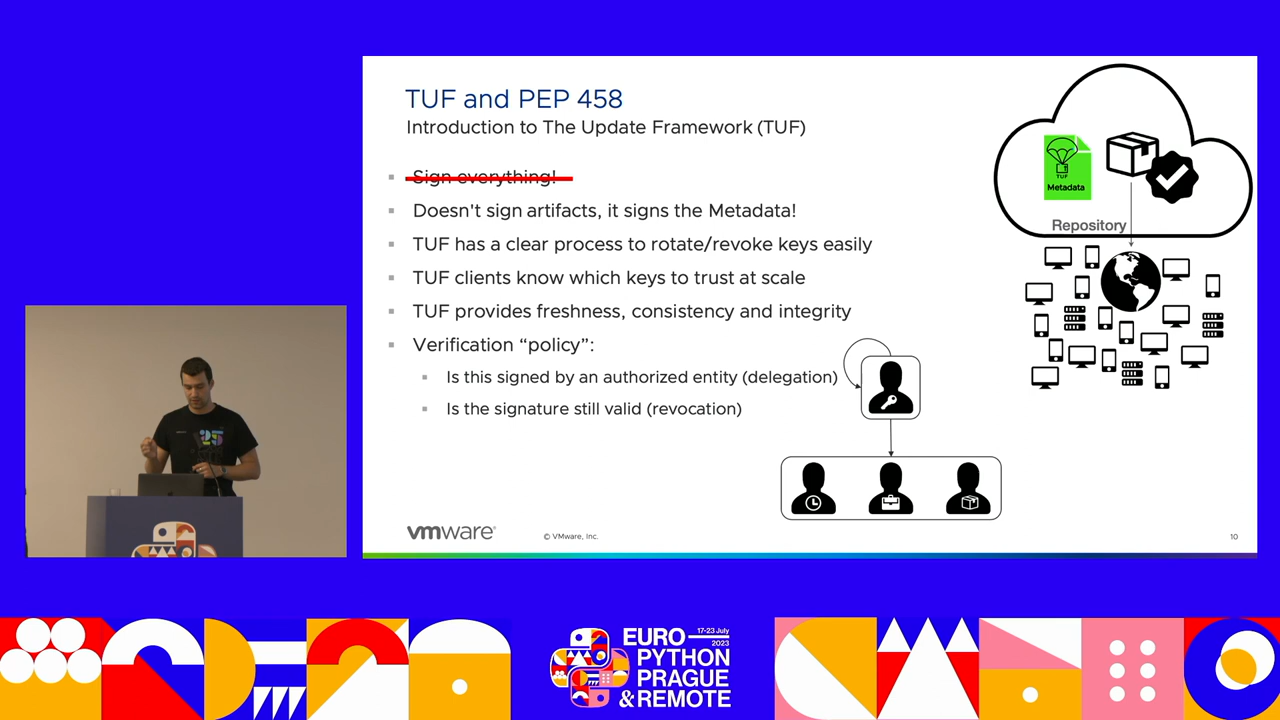 TUF and PEP 458
Introduction to The Update Framework (TUF)
Sign everything!
Doesn't sign artifacts, it signs the Metadata!
TUF has a clear process to rotate/revoke keys easily
TUF clients know which keys to trust at scale
TUF provides freshness, consistency and integrity
Verification “policy”:
Is this signed by an authorized entity (delegation)
Is the signature still valid (revocation)
TUF
Metadata
Repository
vmware®
© VMware, Inc.
10
25
17-23 July
2023
EURO
PYTHON
PRAGUE
& REMOTE